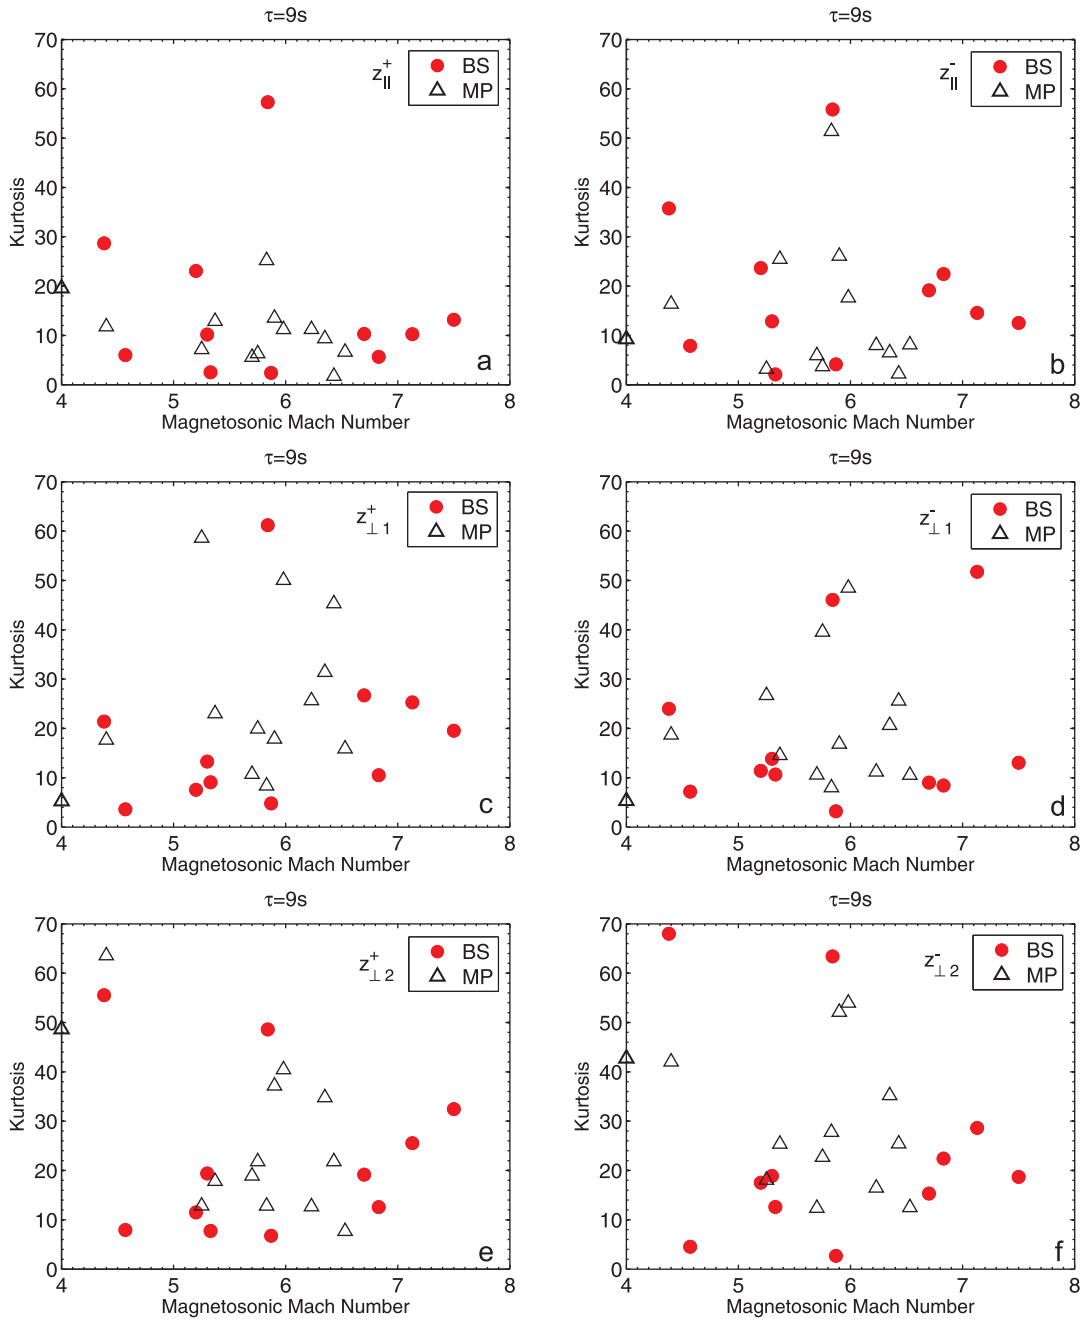 τ=9s
τ=9s
70
60
50
40
30
20
10
0
Kurtosis
z||+
BS
MP
a
4 5 6 7 8
Magnetosonic Mach Number
70
60
50
40
30
20
10
0
Kurtosis
z||-
BS
MP
b
4 5 6 7 8
Magnetosonic Mach Number
τ=9s
τ=9s
70
60
50
40
30
20
10
0
Kurtosis
z⊥1+
BS
MP
c
4 5 6 7 8
Magnetosonic Mach Number
70
60
50
40
30
20
10
0
Kurtosis
z⊥1-
BS
MP
d
4 5 6 7 8
Magnetosonic Mach Number
τ=9s
τ=9s
70
60
50
40
30
20
10
0
Kurtosis
z⊥2+
BS
MP
e
4 5 6 7 8
Magnetosonic Mach Number
70
60
50
40
30
20
10
0
Kurtosis
z⊥2-
BS
MP
f
4 5 6 7 8
Magnetosonic Mach Number